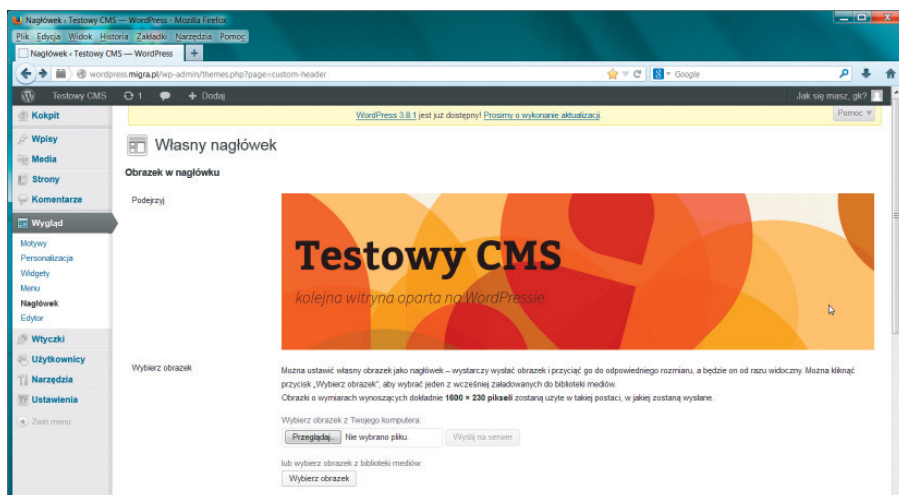 Nagłówek ‹ Testowy CMS — WordPress - Mozilla Firefox
Plik Edycja Widok Historia Zakładki Narzędzia Pomoc
Nagłówek ‹ Testowy CMS — WordPress +
wordpress.migra.pl/wp-admin/themes.php?page=custom-header
Google
Testowy CMS 1 + Dodaj Jak się masz, gk?
Kokpit
WordPress 3.8.1 jest już dostępny! Prosimy o wykonanie aktualizacji.
Pomoc
Wpisy
Media
Strony
Komentarze
Wygląd
Motywy
Personalizacja
Widgety
Menu
Nagłówek
Edytor
Wtyczki
Użytkownicy
Narzędzia
Ustawienia
Zwiń menu
Własny nagłówek
Obrazek w nagłówku
Podejrzyj
Testowy CMS
kolejna witryna oparta na WordPressie
Wybierz obrazek
Można ustawić własny obrazek jako nagłówek – wystarczy wysłać obrazek i przyciąć go do odpowiedniego rozmiaru, a będzie on od razu widoczny. Można kliknąć
przycisk „Wybierz obrazek”, aby wybrać jeden z wcześniej załadowanych do biblioteki mediów.
Obrazki o wymiarach wynoszących dokładnie 1600 × 230 pikseli zostaną użyte w takiej postaci, w jakiej zostaną wysłane.
Wybierz obrazek z Twojego komputera:
Przeglądaj... Nie wybrano pliku. Wyślij na serwer
lub wybierz obrazek z biblioteki mediów:
Wybierz obrazek